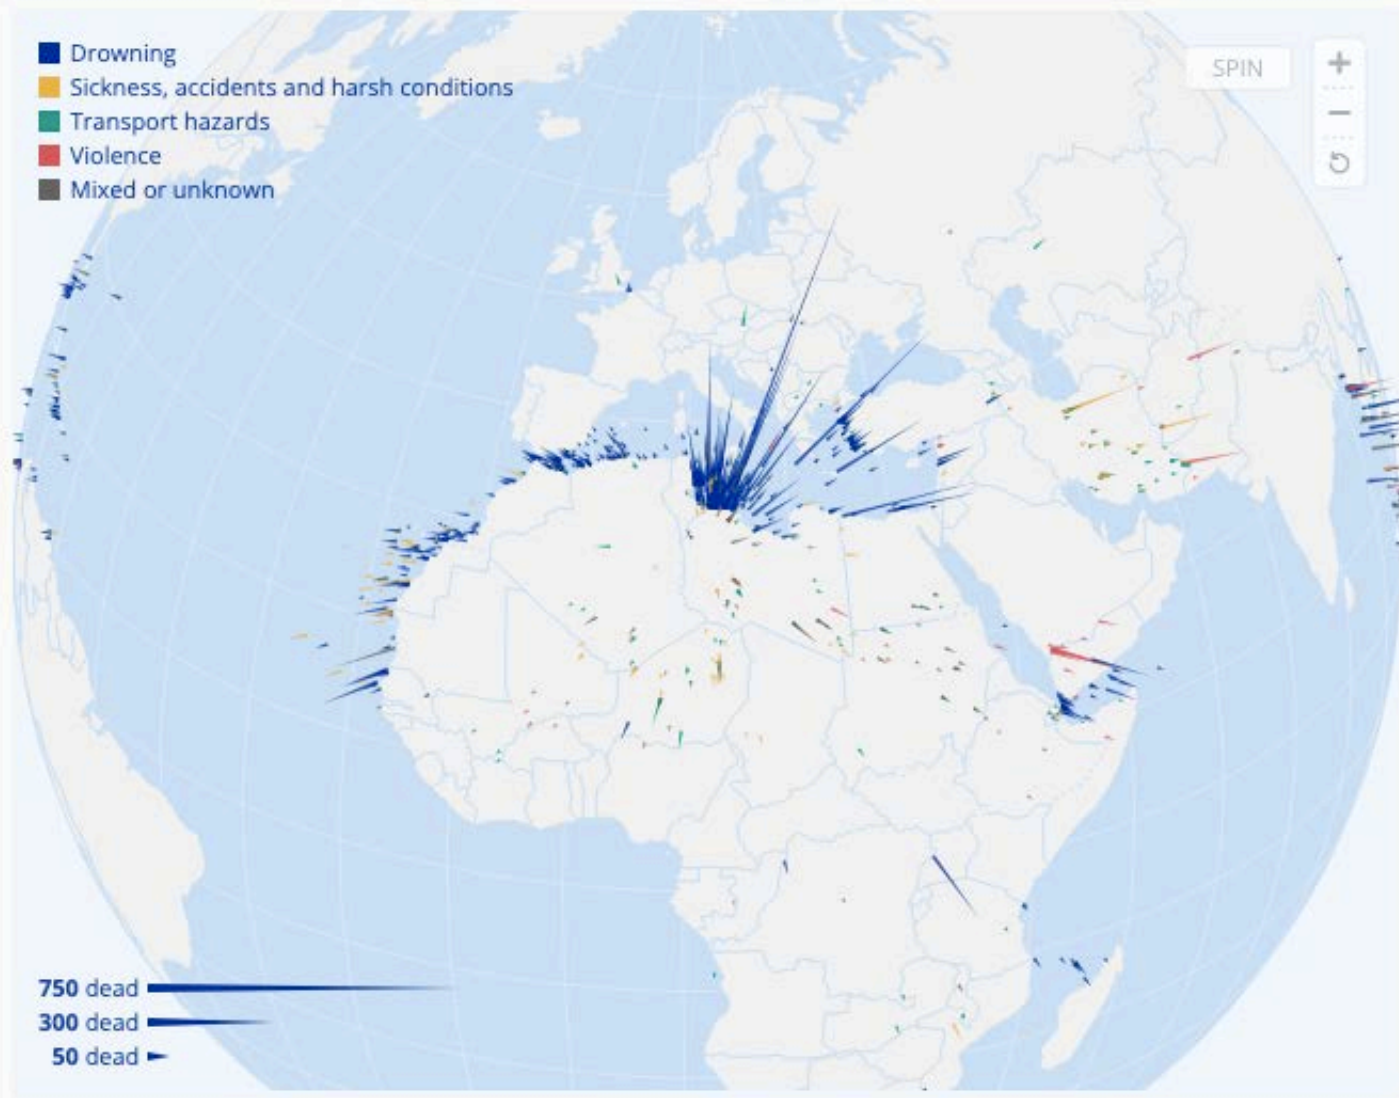 Drowning
Sickness, accidents and harsh conditions
Transport hazards
Violence
Mixed or unknown
SPIN
+
−
750 dead
300 dead
50 dead